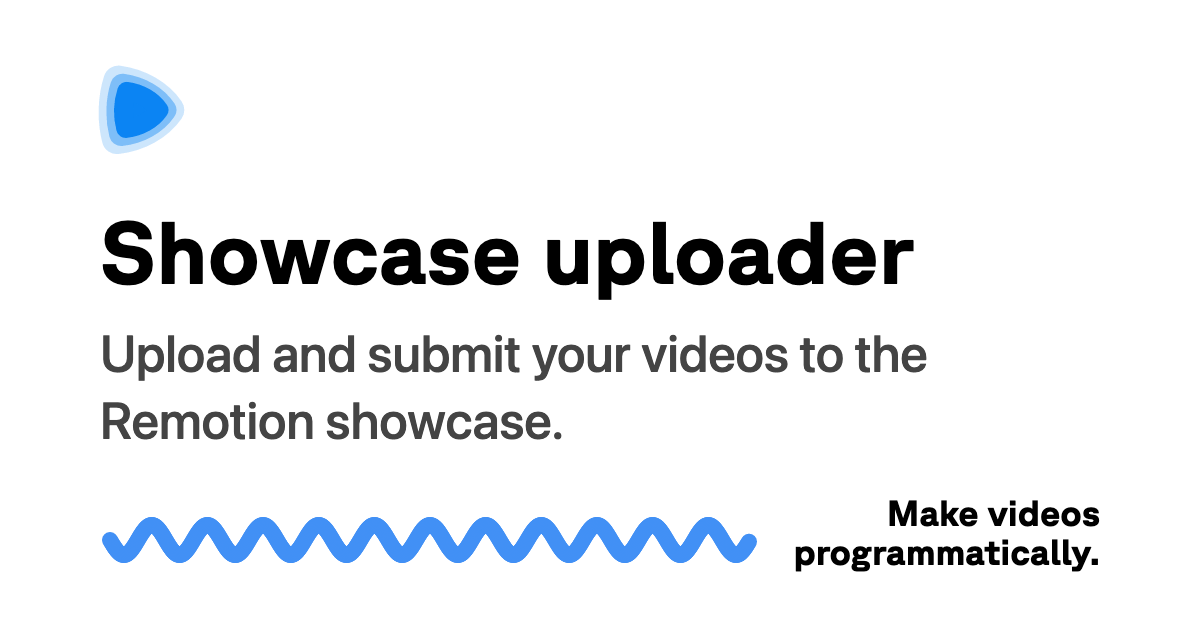 Showcase uploader
Upload and submit your videos to the
Remotion showcase.
Make videos
programmatically.